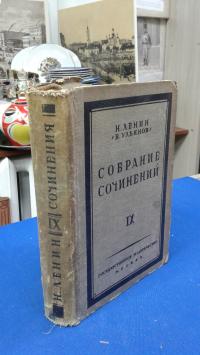 Н. ЛЕНИН
(В. УЛЬЯНОВ)
СОБРАНИЕ
СОЧИНЕНИЙ
IX
ГОСУДАРСТВЕННОЕ ИЗДАТЕЛЬСТВО
МОСКВА
Н. ЛЕНИН IX СОЧИНЕНИЯ